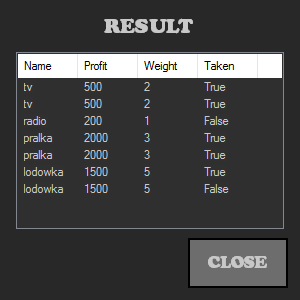 RESULT
Name Profit Weight Taken
tv 500 2 True
tv 500 2 True
radio 200 1 False
pralka 2000 3 True
pralka 2000 3 True
lodowka 1500 5 True
lodowka 1500 5 False
CLOSE